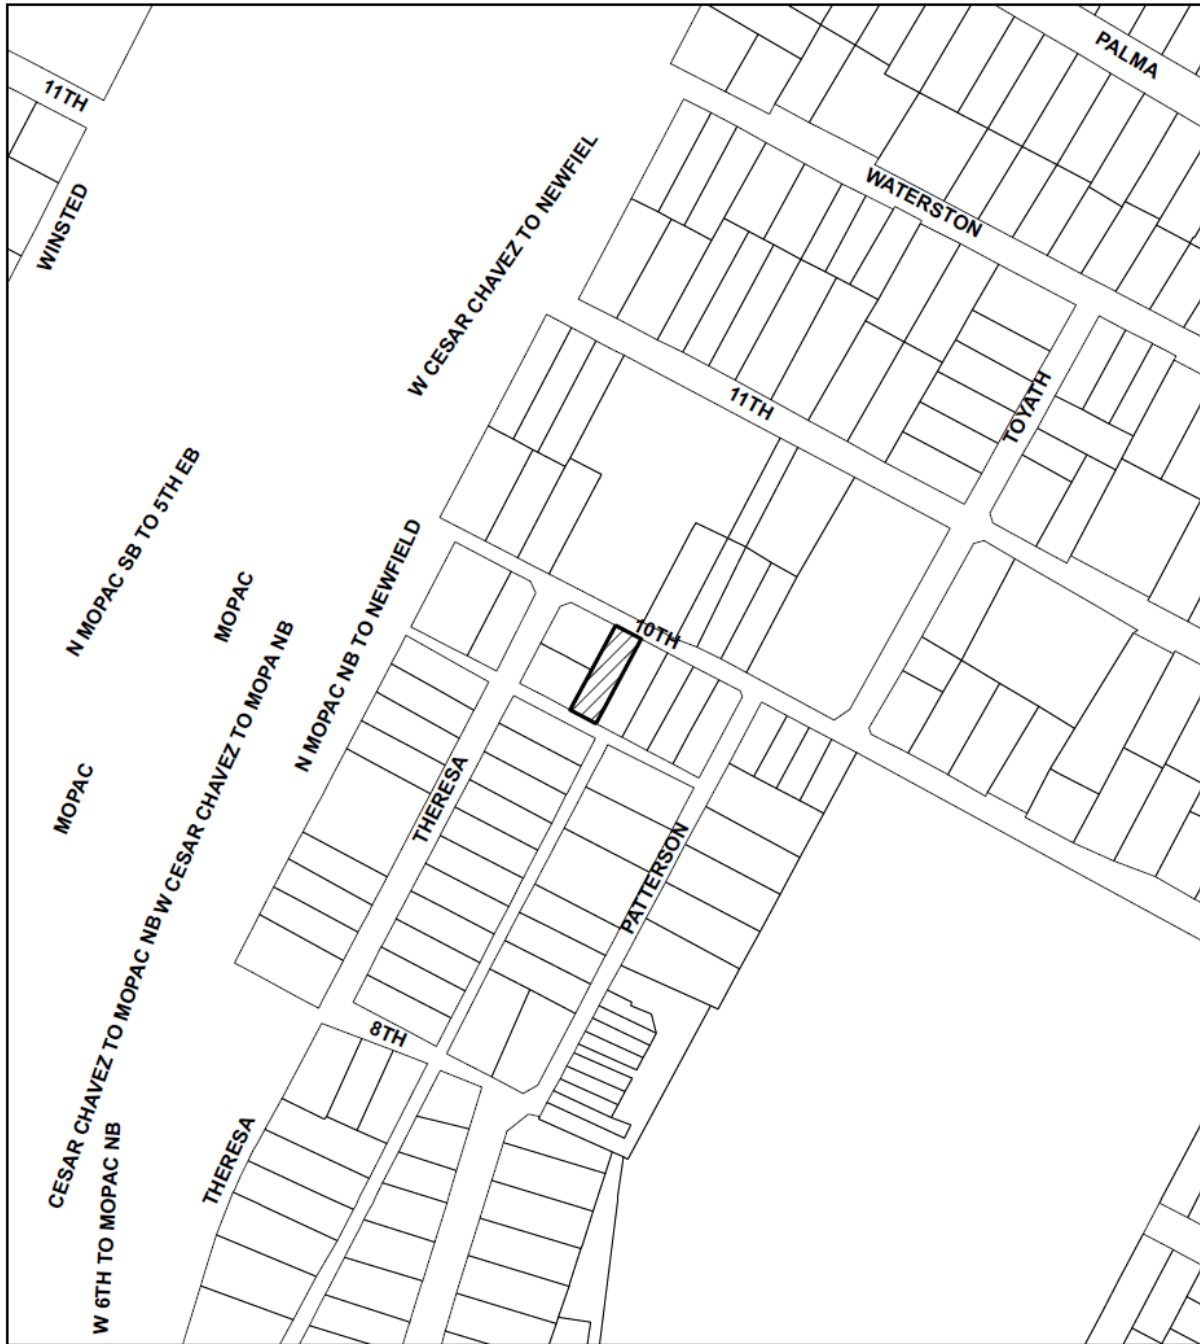 PALMA
11TH
WATERSTON
WINSTED
W CESAR CHAVEZ TO NEWFIEL
11TH
TOYATH
N MOPAC SB TO 5TH EB
N MOPAC NB TO NEWFIELD
MOPAC
10TH
W CESAR CHAVEZ TO MOPA NB
MOPAC
THERESA
PATTERSON
CESAR CHAVEZ TO MOPAC NB
8TH
THERESA
W 6TH TO MOPAC NB